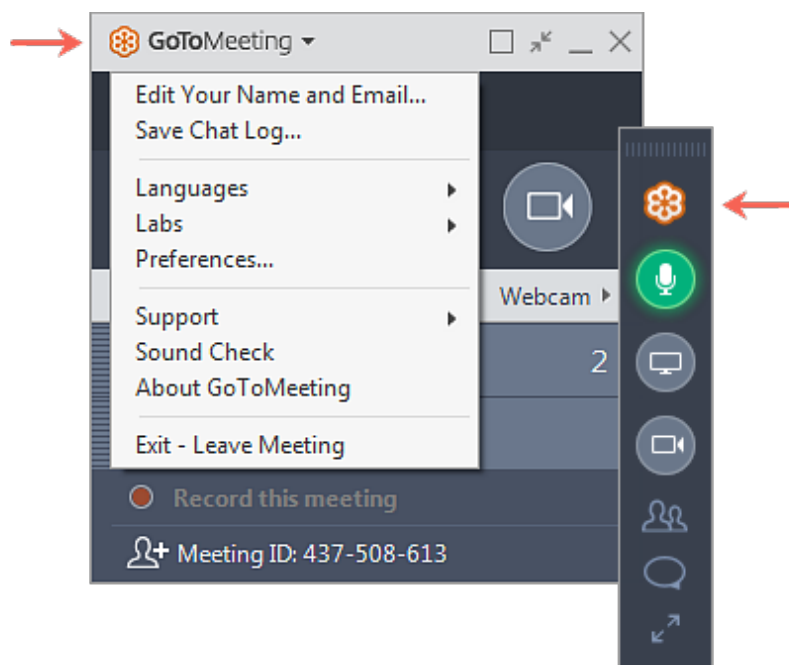 GoToMeeting
Edit Your Name and Email...
Save Chat Log...
Languages
Labs
Preferences...
Webcam
Support
Sound Check
2
About GoToMeeting
Exit - Leave Meeting
Record this meeting
Meeting ID: 437-508-613